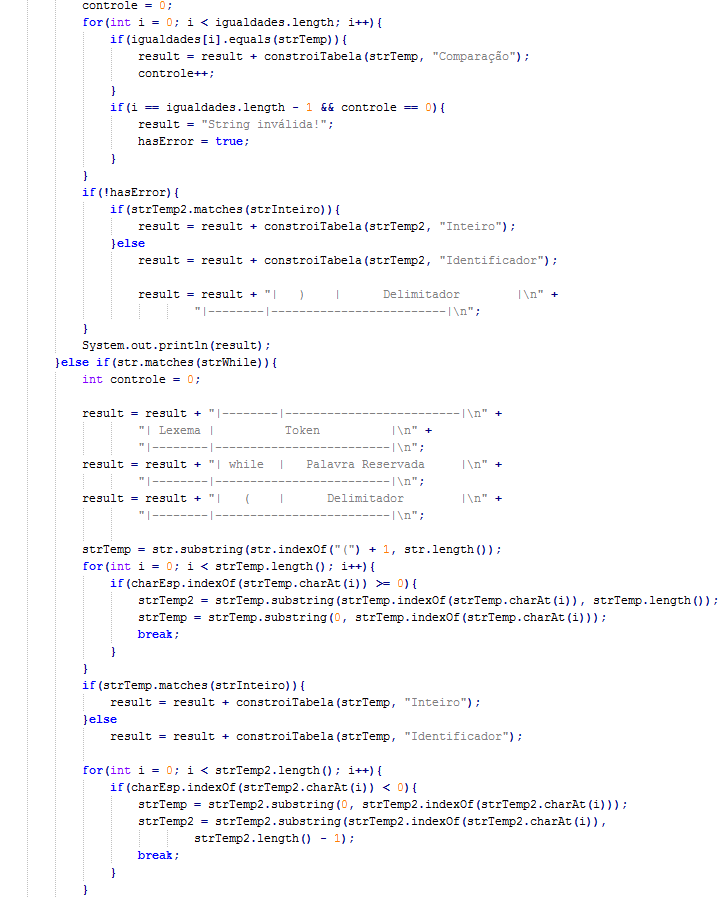 controle = 0;
for(int i = 0; i < igualdades.length; i++){
if(igualdades[i].equals(strTemp)){
result = result + constroiTabela(strTemp, "Comparação");
controle++;
}
if(i == igualdades.length - 1 && controle == 0){
result = "String inválida!";
hasError = true;
}
}
if(!hasError){
if(strTemp2.matches(strInteiro)){
result = result + constroiTabela(strTemp2, "Inteiro");
}else
result = result + constroiTabela(strTemp2, "Identificador");
result = result + "|   )    |      Delimitador        |\n" +
"|--------|-------------------------|\n";
}
System.out.println(result);
}else if(str.matches(strWhile)){
int controle = 0;
result = result + "|--------|-------------------------|\n" +
"| Lexema |          Token          |\n" +
"|--------|-------------------------|\n";
result = result + "| while  |   Palavra Reservada     |\n" +
"|--------|-------------------------|\n";
result = result + "|   (    |      Delimitador        |\n" +
"|--------|-------------------------|\n";
strTemp = str.substring(str.indexOf("(") + 1, str.length());
for(int i = 0; i < strTemp.length(); i++){
if(charEsp.indexOf(strTemp.charAt(i)) >= 0){
strTemp2 = strTemp.substring(strTemp.indexOf(strTemp.charAt(i)), strTemp.length());
strTemp = strTemp.substring(0, strTemp.indexOf(strTemp.charAt(i)));
break;
}
}
if(strTemp.matches(strInteiro)){
result = result + constroiTabela(strTemp, "Inteiro");
}else
result = result + constroiTabela(strTemp, "Identificador");
for(int i = 0; i < strTemp2.length(); i++){
if(charEsp.indexOf(strTemp2.charAt(i)) < 0){
strTemp = strTemp2.substring(0, strTemp2.indexOf(strTemp2.charAt(i)));
strTemp2 = strTemp2.substring(strTemp2.indexOf(strTemp2.charAt(i)),
strTemp2.length() - 1);
break;
}
}